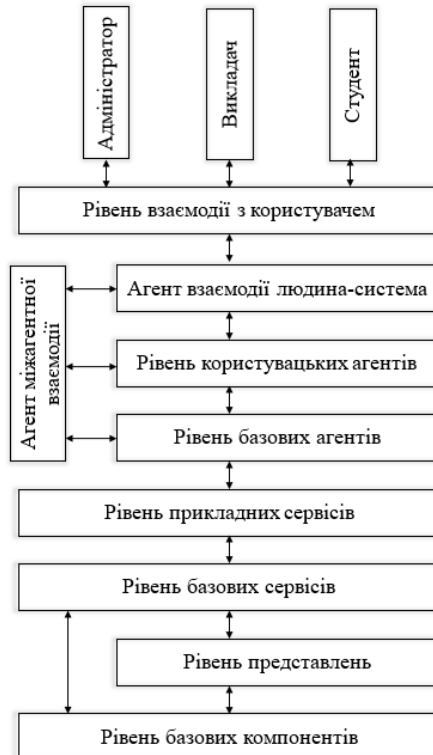 Адміністратор
Викладач
Студент
Рівень взаємодії з користувачем
Агент взаємодії людина-система
Агент міжагентної
взаємодії
Рівень користувацьких агентів
Рівень базових агентів
Рівень прикладних сервісів
Рівень базових сервісів
Рівень представлень
Рівень базових компонентів